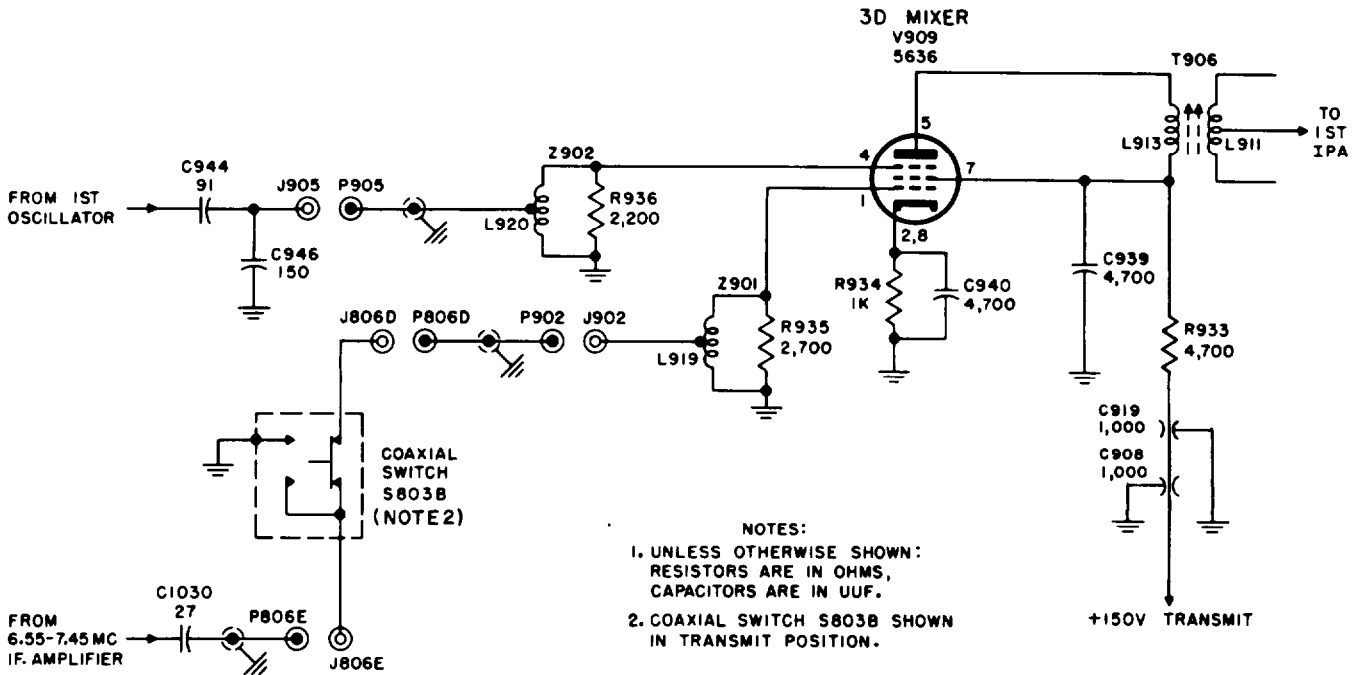 3D MIXER
V909
5636
T906
5
4
7
1
2,8
L913
L911
TO
1ST
IPA
C944
91
J905
P905
Z902
FROM 1ST
OSCILLATOR
L920
R936
2,200
C946
150
J806D
P806D
P902
J902
Z901
L919
R935
2,700
R934
1K
C940
4,700
C939
4,700
R933
4,700
C919
1,000
C908
1,000
COAXIAL
SWITCH
S803B
(NOTE 2)
C1030
27
P806E
J806E
FROM
6.55-7.45 MC
IF. AMPLIFIER
NOTES:
1. UNLESS OTHERWISE SHOWN:
RESISTORS ARE IN OHMS,
CAPACITORS ARE IN UUF.
2. COAXIAL SWITCH S803B SHOWN
IN TRANSMIT POSITION.
+150V TRANSMIT